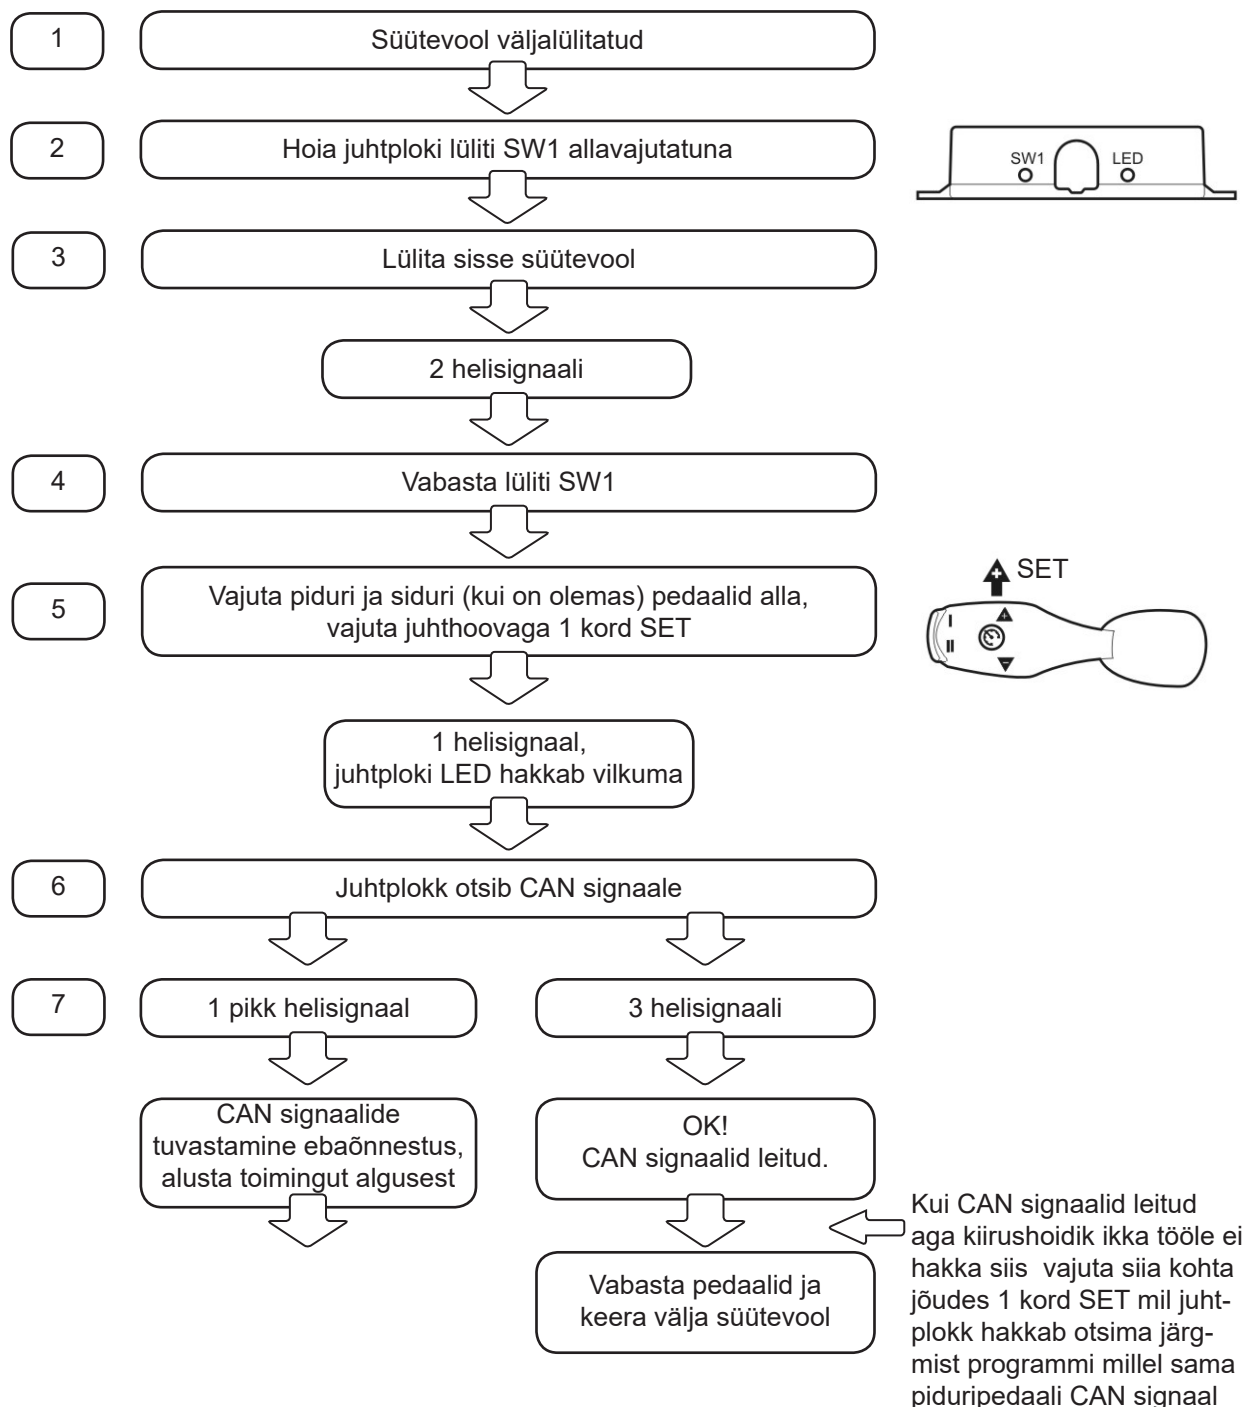 1
Süütevool väljalülitatud
2
Hoia juhtploki lüliti SW1 allavajutatuna
SW1
LED
3
Lülita sisse süütevool
2 helisignaali
4
Vabasta lüliti SW1
5
Vajuta piduri ja siduri (kui on olemas) pedaalid alla,
vajuta juhthoovaga 1 kord SET
SET
+
I
II
+
−
1 helisignaal,
juhtploki LED hakkab vilkuma
6
Juhtplokk otsib CAN signaale
7
1 pikk helisignaal
3 helisignaali
CAN signaalide
tuvastamine ebaõnnestus,
alusta toimingut algusest
OK!
CAN signaalid leitud.
Vabasta pedaalid ja
keera välja süütevool
Kui CAN signaalid leitud
aga kiirushoidik ikka tööle ei
hakka siis vajuta siia kohta
jõudes 1 kord SET mil juht-
plokk hakkab otsima järg-
mist programmi millel sama
piduripedaali CAN signaal